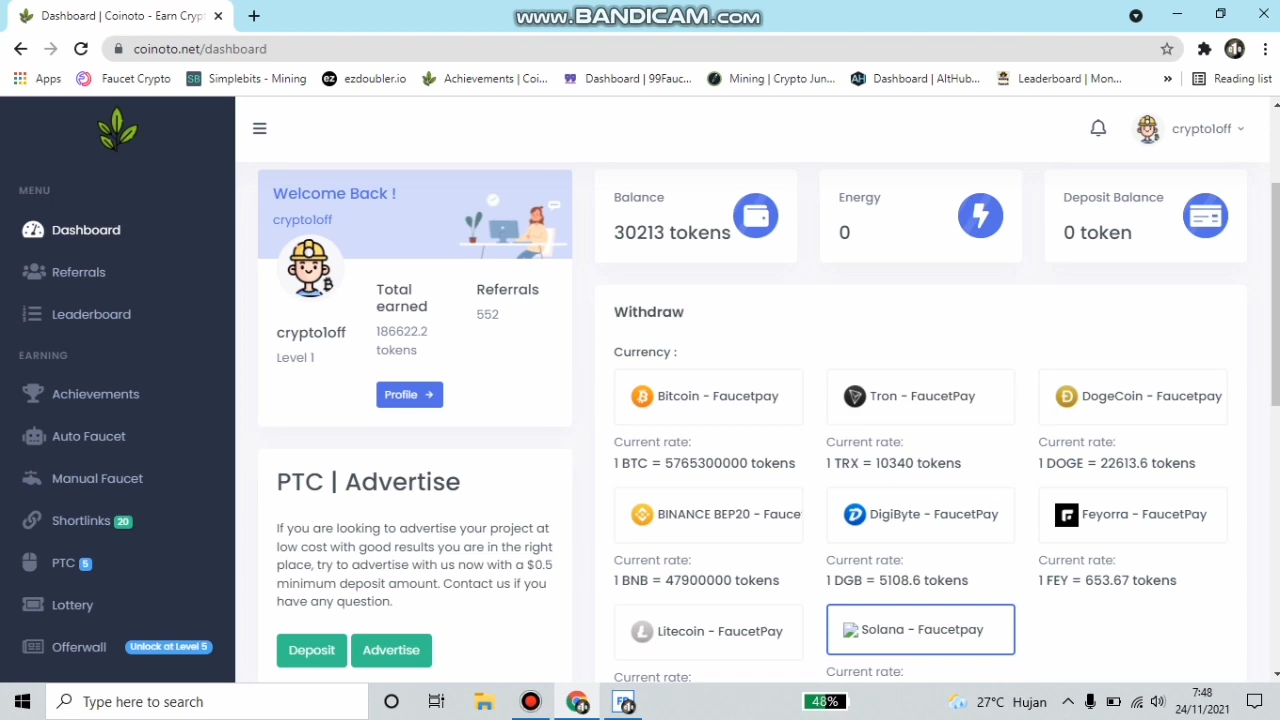 Dashboard | Coinoto - Earn Cryp
www.BANDICAM.com
coinoto.net/dashboard
Apps
Faucet Crypto
Simplebits - Mining
ezdoubler.io
Achievements | Coi...
Dashboard | 99Fauc...
Mining | Crypto Jun...
Dashboard | AltHub...
Leaderboard | Mon...
»
Reading list
crypto1off
MENU
Dashboard
Referrals
Leaderboard
EARNING
Achievements
Auto Faucet
Manual Faucet
Shortlinks 20
PTC 5
Lottery
Offerwall Unlock at Level 5
Welcome Back !
crypto1off
crypto1off
Level 1
Total
earned
186622.2
tokens
Referrals
552
Profile →
PTC | Advertise
If you are looking to advertise your project at
low cost with good results you are in the right
place, try to advertise with us now with a $0.5
minimum deposit amount. Contact us if you
have any question.
Deposit
Advertise
Balance
30213 tokens
Energy
0
Deposit Balance
0 token
Withdraw
Currency :
Bitcoin - Faucetpay
Current rate:
1 BTC = 5765300000 tokens
Tron - FaucetPay
Current rate:
1 TRX = 10340 tokens
DogeCoin - Faucetpay
Current rate:
1 DOGE = 22613.6 tokens
BINANCE BEP20 - Fauce
Current rate:
1 BNB = 47900000 tokens
DigiByte - FaucetPay
Current rate:
1 DGB = 5108.6 tokens
Feyorra - FaucetPay
Current rate:
1 FEY = 653.67 tokens
Litecoin - FaucetPay
Current rate:
Solana - Faucetpay
Current rate:
Type here to search
48%
27°C Hujan
7:48
24/11/2021